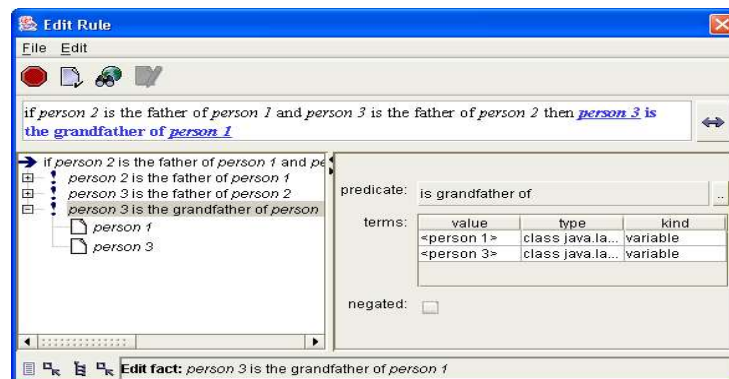 Edit Rule
File Edit
if person 2 is the father of person 1 and person 3 is the father of person 2 then person 3 is
the grandfather of person 1
if person 2 is the father of person 1 and pe
person 2 is the father of person 1
person 3 is the father of person 2
person 3 is the grandfather of person
person 1
person 3
predicate: is grandfather of ..
terms: value type kind
<person 1> class java.la... variable
<person 3> class java.la... variable
negated:
Edit fact: person 3 is the grandfather of person 1